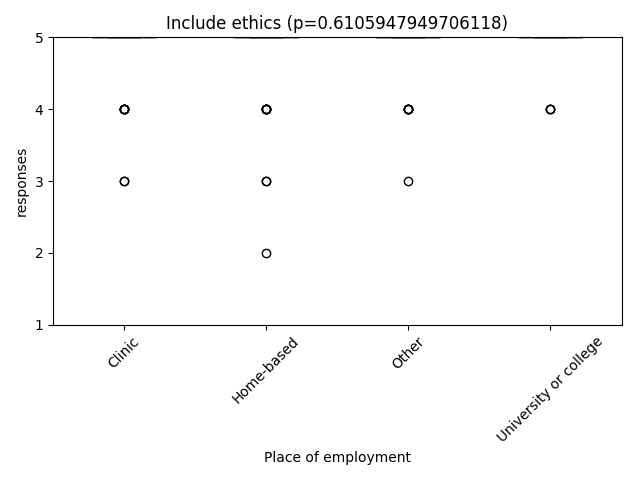 Include ethics (p=0.6105947949706118)
5
4
3
2
1
responses
Clinic
Home-based
Other
University or college
Place of employment